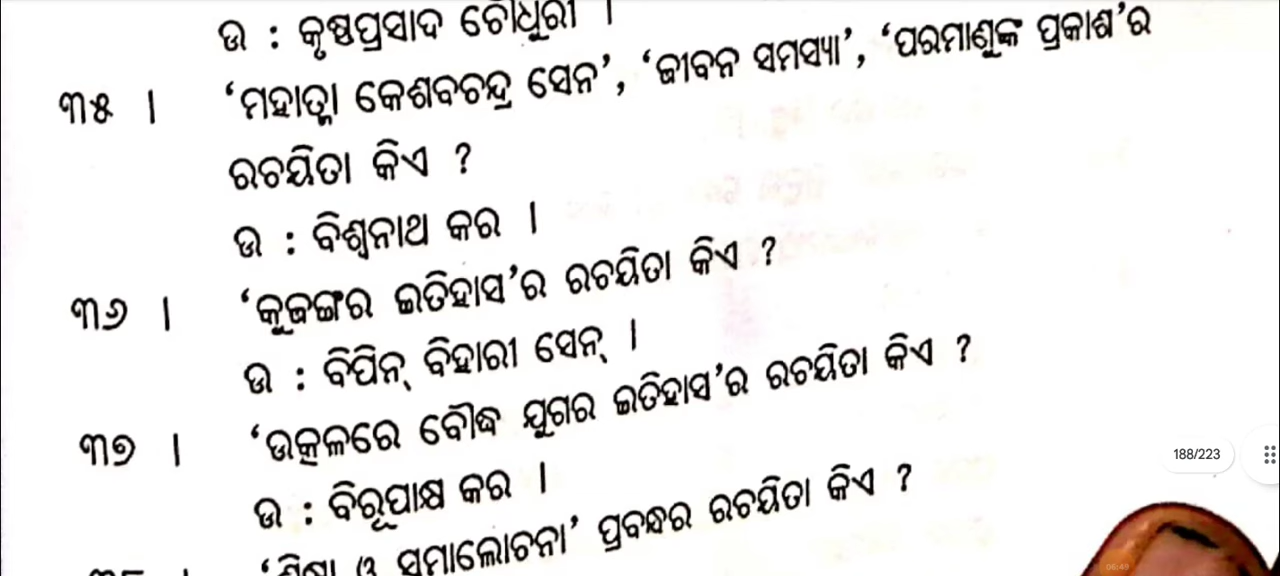 ଉ : କୃଷ୍ଣପ୍ରସାଦ ଚୌଧୁରୀ ।
୩୫ । ‘ମହାତ୍ମା କେଶବଚନ୍ଦ୍ର ସେନ’, ‘ଜୀବନ ସମସ୍ୟା’, ‘ପରମାଣୁଙ୍କ ପ୍ରକାଶ’ର
ରଚୟିତା କିଏ ?
ଉ : ବିଶ୍ୱନାଥ କର ।
୩୬ । ‘କୁଜଙ୍ଗର ଇତିହାସ’ର ରଚୟିତା କିଏ ?
ଉ : ବିପିନ୍ ବିହାରୀ ସେନ୍ ।
୩୭ । ‘ଉତ୍କଳରେ ବୌଦ୍ଧ ଯୁଗର ଇତିହାସ’ର ରଚୟିତା କିଏ ?
188/223
ଉ : ବିରୂପାକ୍ଷ କର ।
ଓ ସମାଲୋଚନା’ ପ୍ରବନ୍ଧର ରଚୟିତା କିଏ ?